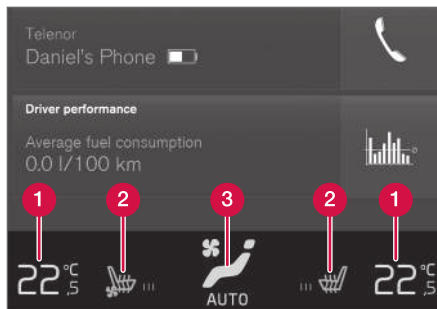 Telenor
Daniel's Phone
Driver performance
Average fuel consumption
0.0 l/100 km
1 2 3 2 1
22,5 °C AUTO 22,5 °C